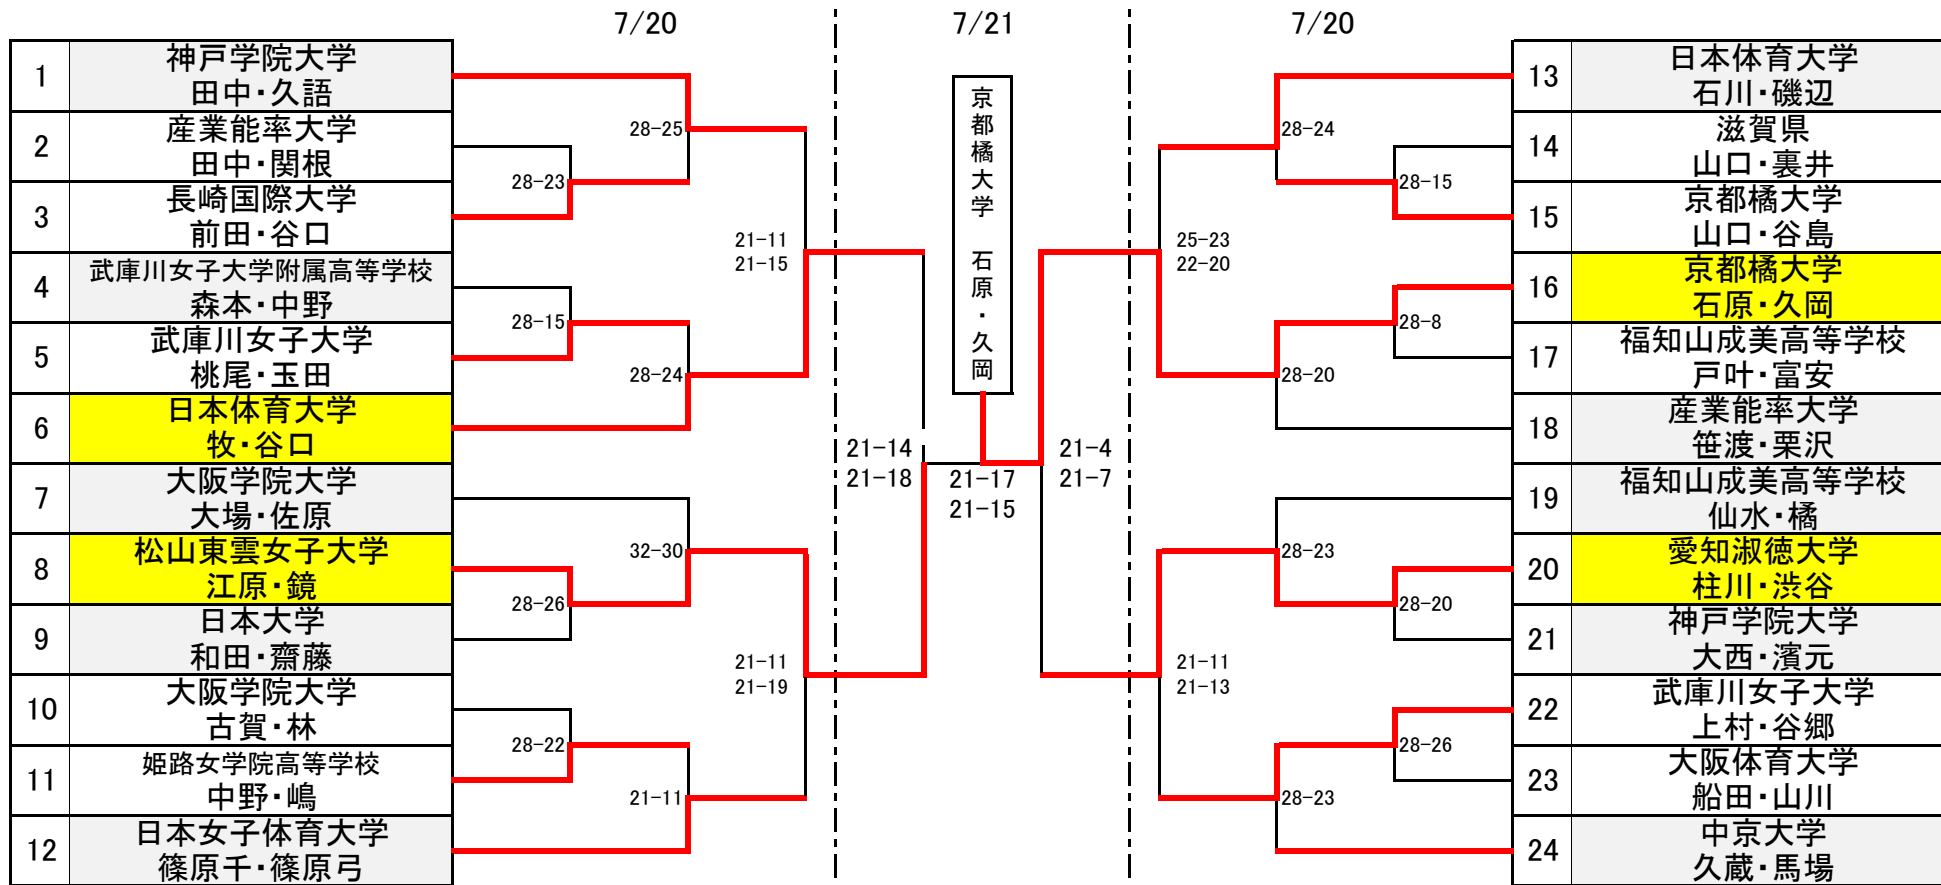 7/20
7/21
7/20
1
神戸学院大学
田中・久語
2
産業能率大学
田中・関根
3
長崎国際大学
前田・谷口
4
武庫川女子大学附属高等学校
森本・中野
5
武庫川女子大学
桃尾・玉田
6
日本体育大学
牧・谷口
7
大阪学院大学
大場・佐原
8
松山東雲女子大学
江原・鏡
9
日本大学
和田・齋藤
10
大阪学院大学
古賀・林
11
姫路女学院高等学校
中野・嶋
12
日本女子体育大学
篠原千・篠原弓
28-25
28-23
21-11
21-15
28-15
28-24
32-30
28-26
21-11
21-19
28-22
21-11
21-14
21-18
京都橘大学 石原・久岡
21-17
21-15
21-4
21-7
28-24
28-15
25-23
22-20
28-8
28-20
28-23
28-20
21-11
21-13
28-26
28-23
13
日本体育大学
石川・磯辺
14
滋賀県
山口・裏井
15
京都橘大学
山口・谷島
16
京都橘大学
石原・久岡
17
福知山成美高等学校
戸叶・富安
18
産業能率大学
笹渡・栗沢
19
福知山成美高等学校
仙水・橘
20
愛知淑徳大学
柱川・渋谷
21
神戸学院大学
大西・濱元
22
武庫川女子大学
上村・谷郷
23
大阪体育大学
船田・山川
24
中京大学
久蔵・馬場